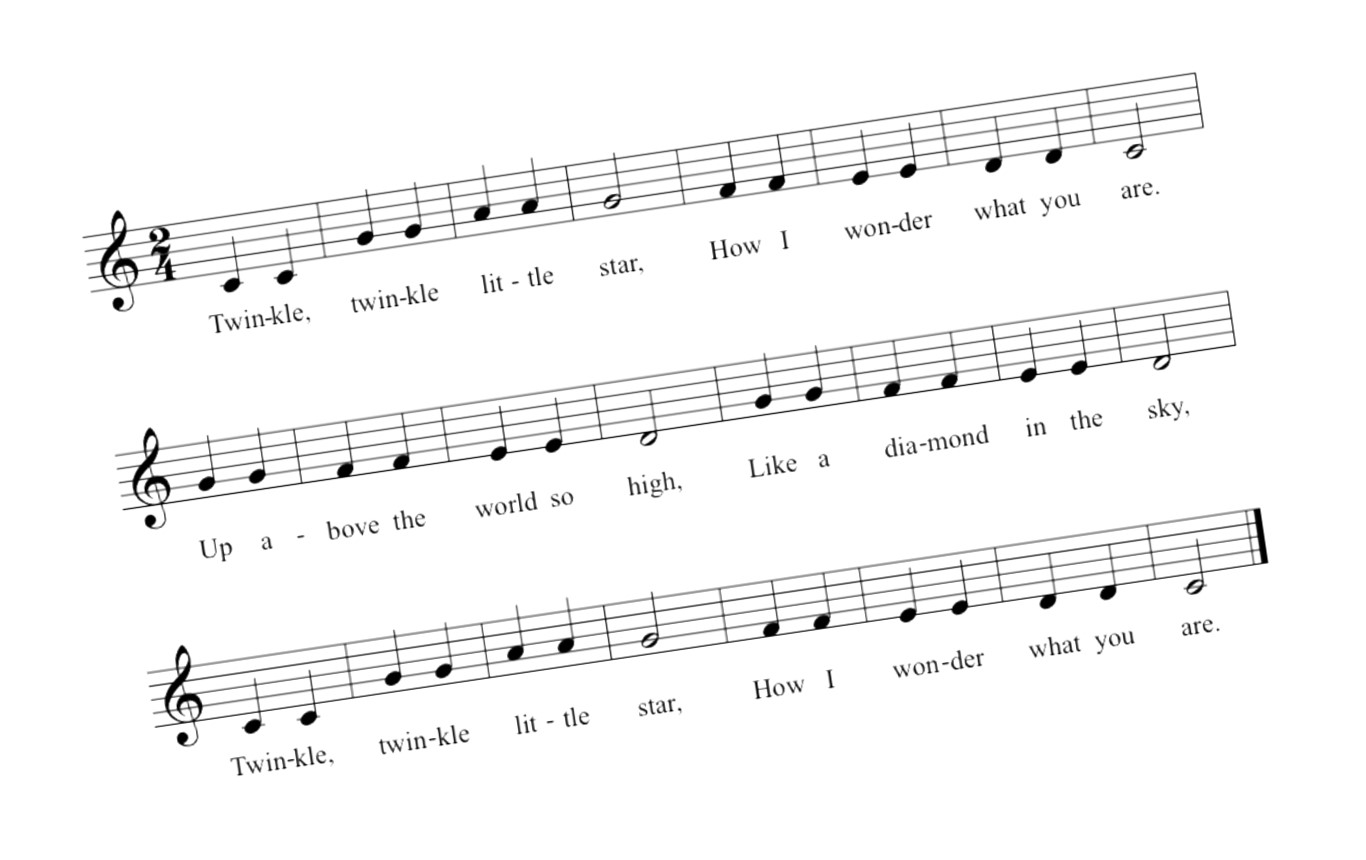 2
4
Twin-kle, twin-kle lit - tle star, How I won-der what you are.
Up a - bove the world so high, Like a dia-mond in the sky,
Twin-kle, twin-kle lit - tle star, How I won-der what you are.